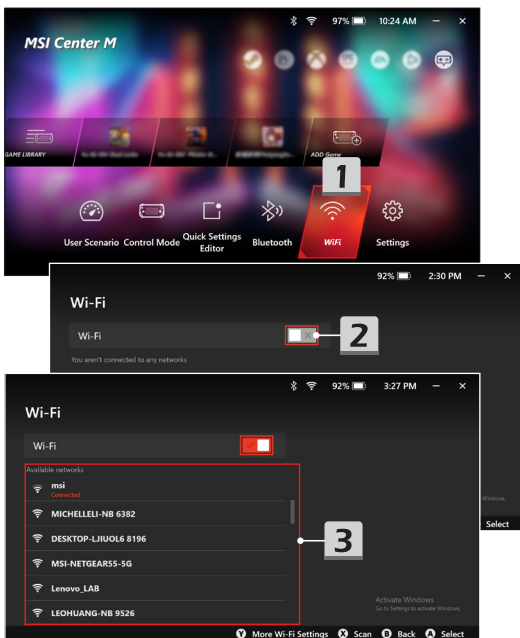 97% 10:24 AM
MSI Center M
GAME LIBRARY
ADD Game
1
User Scenario Control Mode Quick Settings Editor Bluetooth WiFi Settings
92% 2:30 PM
Wi-Fi
Wi-Fi
2
You aren't connected to any networks
92% 3:27 PM
Wi-Fi
Wi-Fi
Available networks
msi
Connected
MICHELLELI-NB 6382
DESKTOP-LJIUOL6 8196
3
MSI-NETGEAR55-5G
Lenovo_LAB
LEOHUANG-NB 9526
Windows.
Select
Activate Windows
Go to Settings to activate Windows.
Y More Wi-Fi Settings X Scan B Back A Select